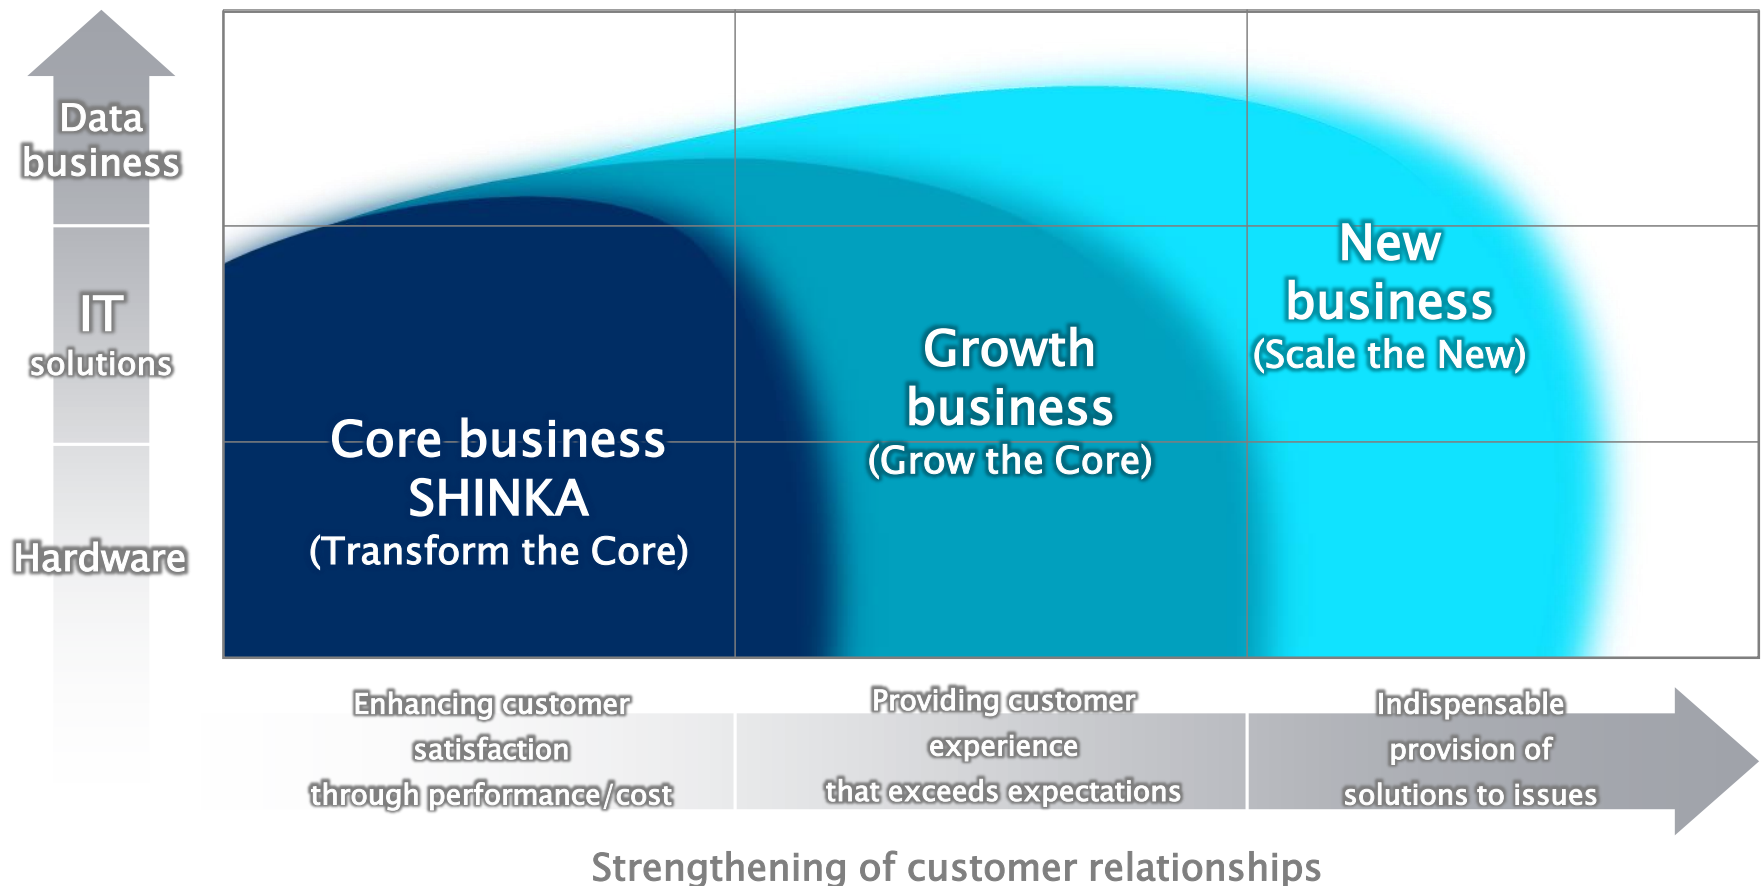 Data
business
IT
solutions
Hardware
New
business
(Scale the New)
Growth
business
(Grow the Core)
Core business
SHINKA
(Transform the Core)
Enhancing customer
satisfaction
through performance/cost
Providing customer
experience
that exceeds expectations
Indispensable
provision of
solutions to issues
Strengthening of customer relationships